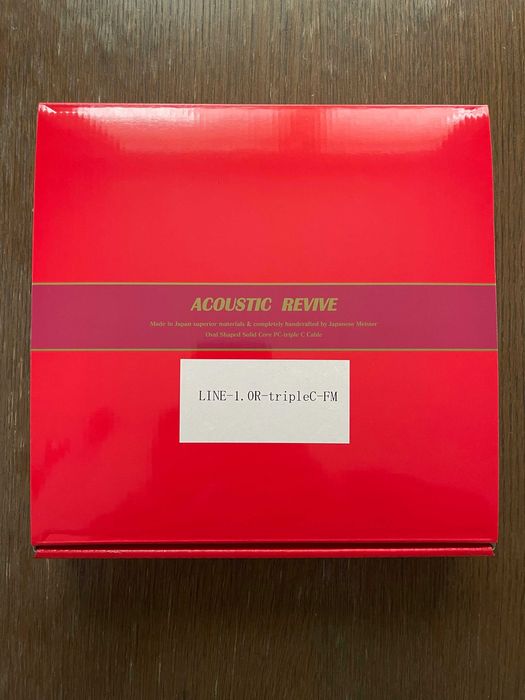 ACOUSTIC REVIVE
Made in Japan superior materials & completely handcrafted by Japanese Meister
Oval Shaped Solid Core PC-triple C Cable
LINE-1.0R-tripleC-FM